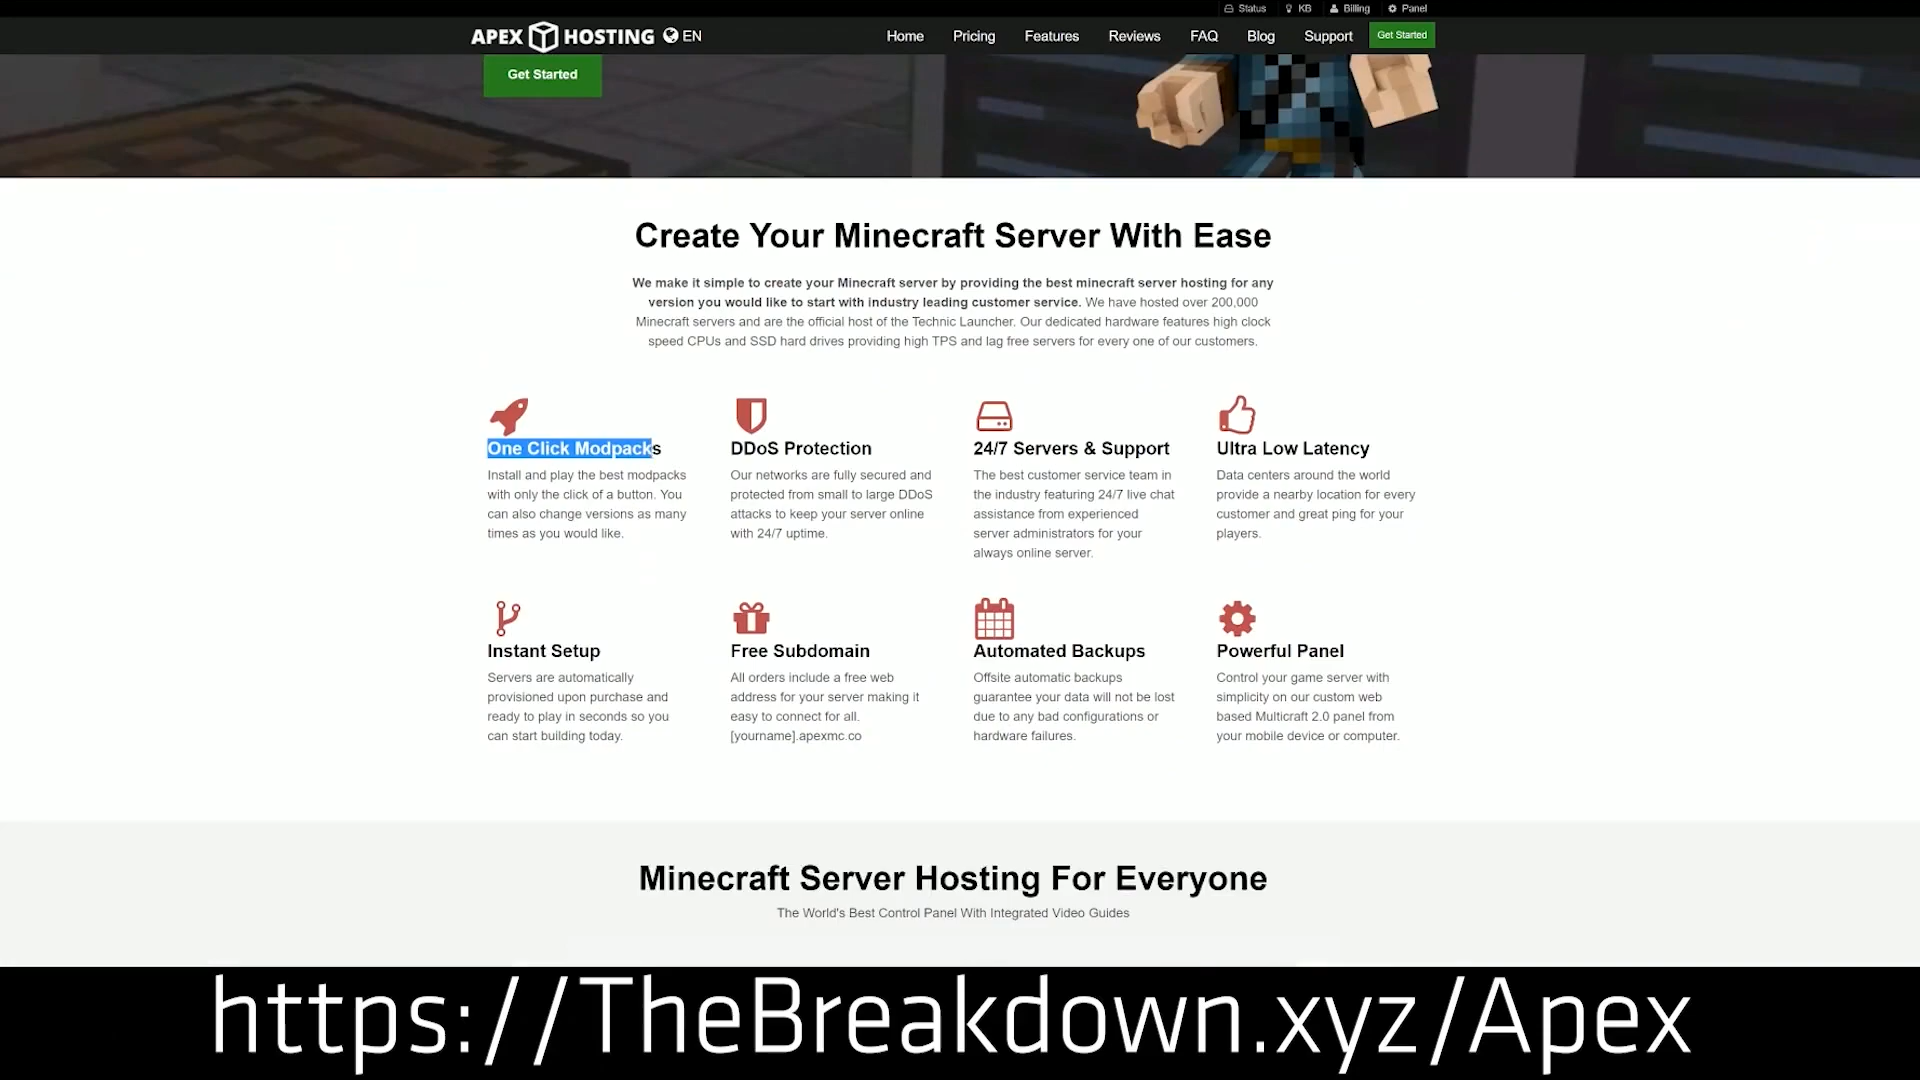 Status KB Billing Panel
APEX HOSTING EN Home Pricing Features Reviews FAQ Blog Support Get Started
Get Started
Create Your Minecraft Server With Ease
We make it simple to create your Minecraft server by providing the best minecraft server hosting for any
version you would like to start with industry leading customer service. We have hosted over 200,000
Minecraft servers and are the official host of the Technic Launcher. Our dedicated hardware features high clock
speed CPUs and SSD hard drives providing high TPS and lag free servers for every one of our customers.
One Click Modpacks
Install and play the best modpacks
with only the click of a button. You
can also change versions as many
times as you would like.
DDoS Protection
Our networks are fully secured and
protected from small to large DDoS
attacks to keep your server online
with 24/7 uptime.
24/7 Servers & Support
The best customer service team in
the industry featuring 24/7 live chat
assistance from experienced
server administrators for your
always online server.
Ultra Low Latency
Data centers around the world
provide a nearby location for every
customer and great ping for your
players.
Instant Setup
Servers are automatically
provisioned upon purchase and
ready to play in seconds so you
can start building today.
Free Subdomain
All orders include a free web
address for your server making it
easy to connect for all.
[yourname].apexmc.co
Automated Backups
Offsite automatic backups
guarantee your data will not be lost
due to any bad configurations or
hardware failures.
Powerful Panel
Control your game server with
simplicity on our custom web
based Multicraft 2.0 panel from
your mobile device or computer.
Minecraft Server Hosting For Everyone
The World's Best Control Panel With Integrated Video Guides
https://TheBreakdown.xyz/Apex